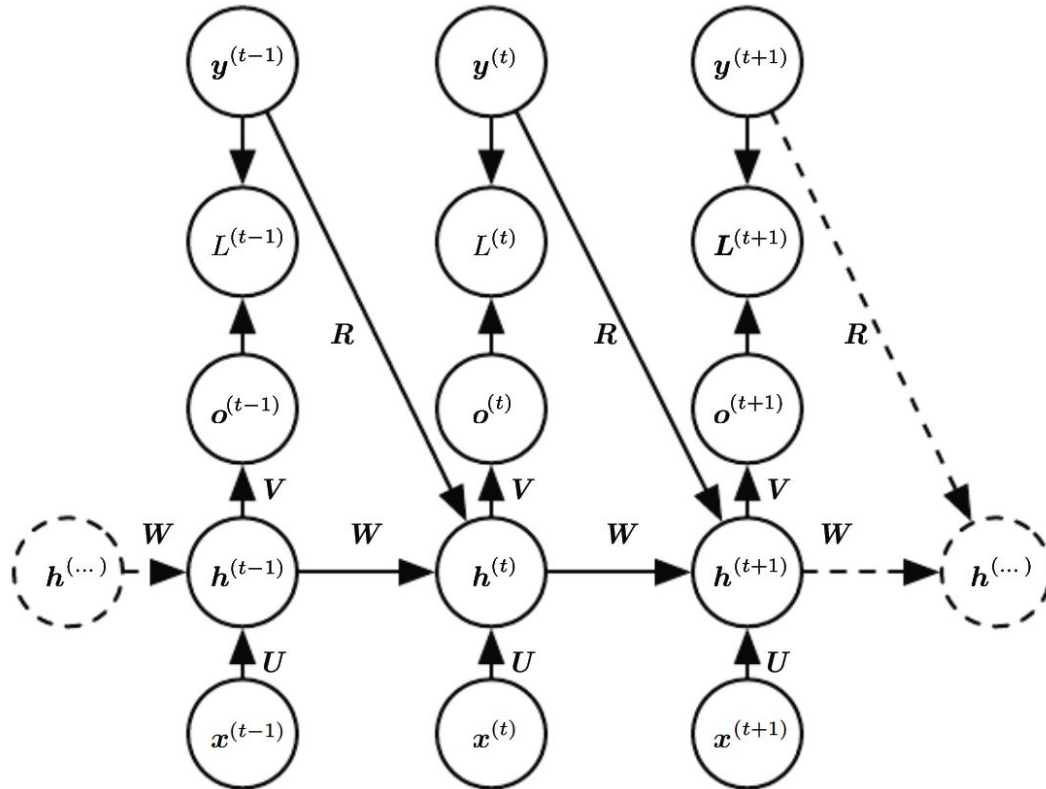 y^(t−1) y^(t) y^(t+1)
L^(t−1) L^(t) L^(t+1)
R R R
o^(t−1) o^(t) o^(t+1)
V V V
W W W W
h^(...) h^(t−1) h^(t) h^(t+1) h^(...)
U U U
x^(t−1) x^(t) x^(t+1)